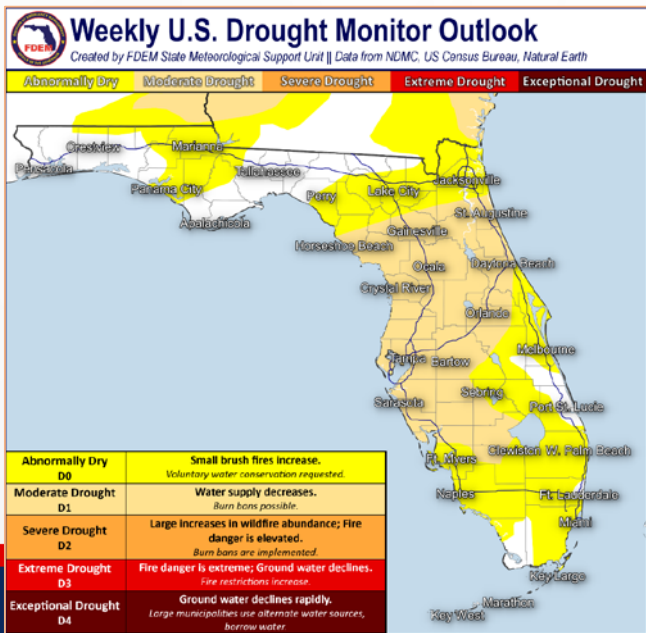 FDEM
Weekly U.S. Drought Monitor Outlook
Created by FDEM State Meteorological Support Unit || Data from NDMC, US Census Bureau, Natural Earth
Abnormally Dry Moderate Drought Severe Drought Extreme Drought Exceptional Drought
Crestview
Marianna
Pensacola
Tallahassee
Panama City
Apalachicola
Perry
Lake City
Jacksonville
St. Augustine
Gainesville
Horseshoe Beach
Ocala
Daytona Beach
Crystal River
Orlando
Melbourne
Tampa
Bartow
Sebring
Sarasota
Port St. Lucie
Clewiston
W. Palm Beach
Ft. Myers
Naples
Ft. Lauderdale
Miami
Key Largo
Marathon
Key West
Abnormally Dry
D0
Small brush fires increase.
Voluntary water conservation requested.
Moderate Drought
D1
Water supply decreases.
Burn bans possible.
Severe Drought
D2
Large increases in wildfire abundance; Fire
danger is elevated.
Burn bans are implemented.
Extreme Drought
D3
Fire danger is extreme; Ground water declines.
Fire restrictions increase.
Exceptional Drought
D4
Ground water declines rapidly.
Large municipalities use alternate water sources,
borrow water.